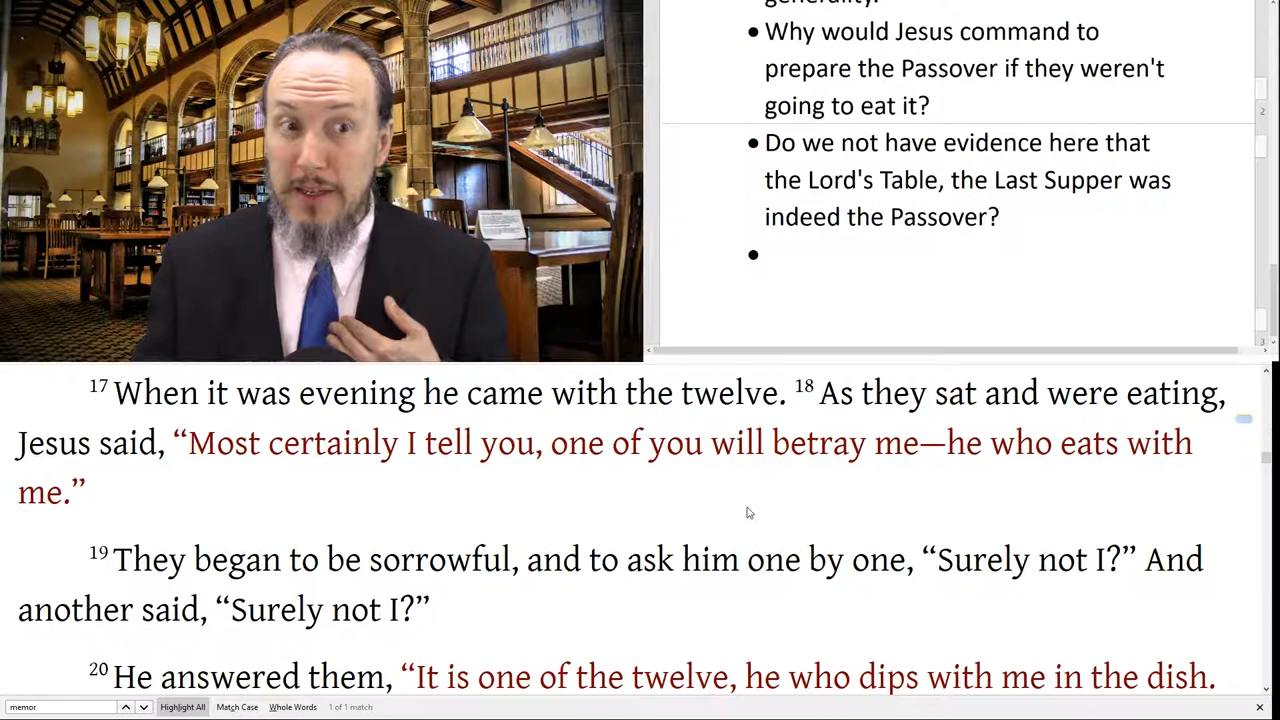 generality.
• Why would Jesus command to
prepare the Passover if they weren't
going to eat it?
• Do we not have evidence here that
the Lord's Table, the Last Supper was
indeed the Passover?
•
2
3
17 When it was evening he came with the twelve. 18 As they sat and were eating,
Jesus said, “Most certainly I tell you, one of you will betray me—he who eats with
me.”
19 They began to be sorrowful, and to ask him one by one, “Surely not I?” And
another said, “Surely not I?”
20 He answered them, “It is one of the twelve, he who dips with me in the dish.
memor
Highlight All
Match Case
Whole Words
1 of 1 match